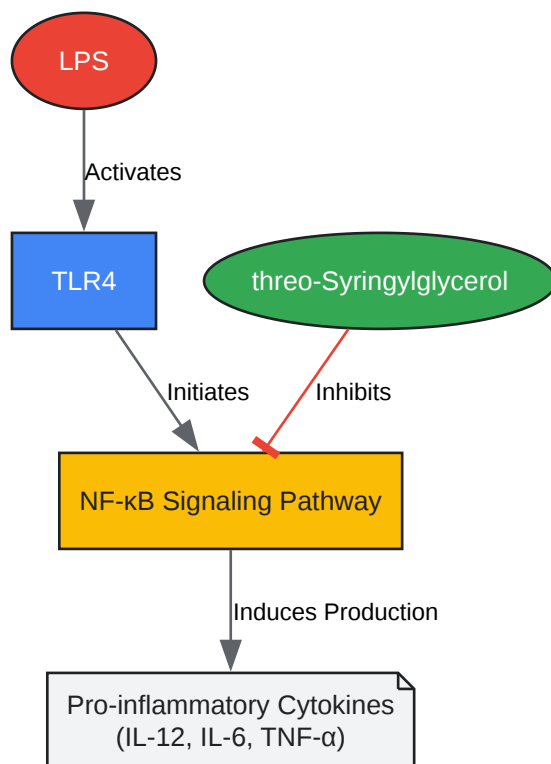 LPS
Activates
TLR4
threo-Syringylglycerol
Initiates
Inhibits
NF-κB Signaling Pathway
Induces Production
Pro-inflammatory Cytokines
(IL-12, IL-6, TNF-α)